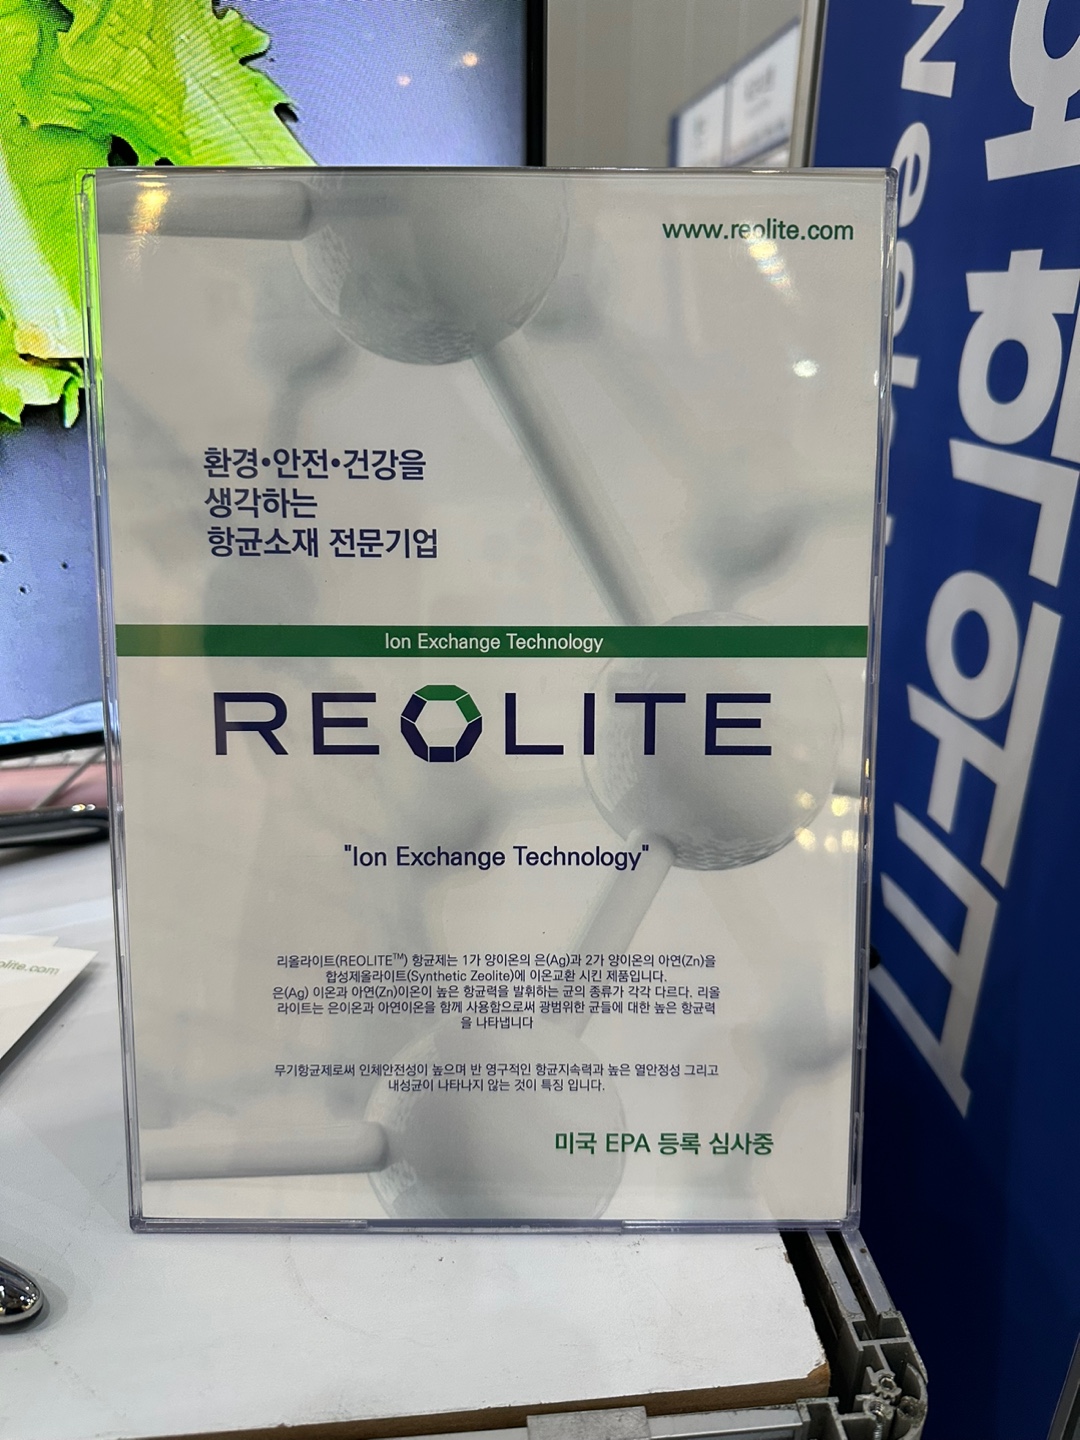 www.reolite.com
환경•안전•건강을
생각하는
항균소재 전문기업
Ion Exchange Technology
REOLITE
"Ion Exchange Technology"
리올라이트(REOLITE™) 항균제는 1가 양이온의 은(Ag)과 2가 양이온의 아연(Zn)을
합성제올라이트(Synthetic Zeolite)에 이온교환 시킨 제품입니다.
은(Ag) 이온과 아연(Zn)이온이 높은 항균력을 발휘하는 균의 종류가 각각 다르다. 리올
라이트는 은이온과 아연이온을 함께 사용함으로써 광범위한 균들에 대한 높은 항균력
을 나타냅니다
무기항균제로써 인체안전성이 높으며 반 영구적인 항균지속력과 높은 열안정성 그리고
내성균이 나타나지 않는 것이 특징 입니다.
미국 EPA 등록 심사중
olite.com